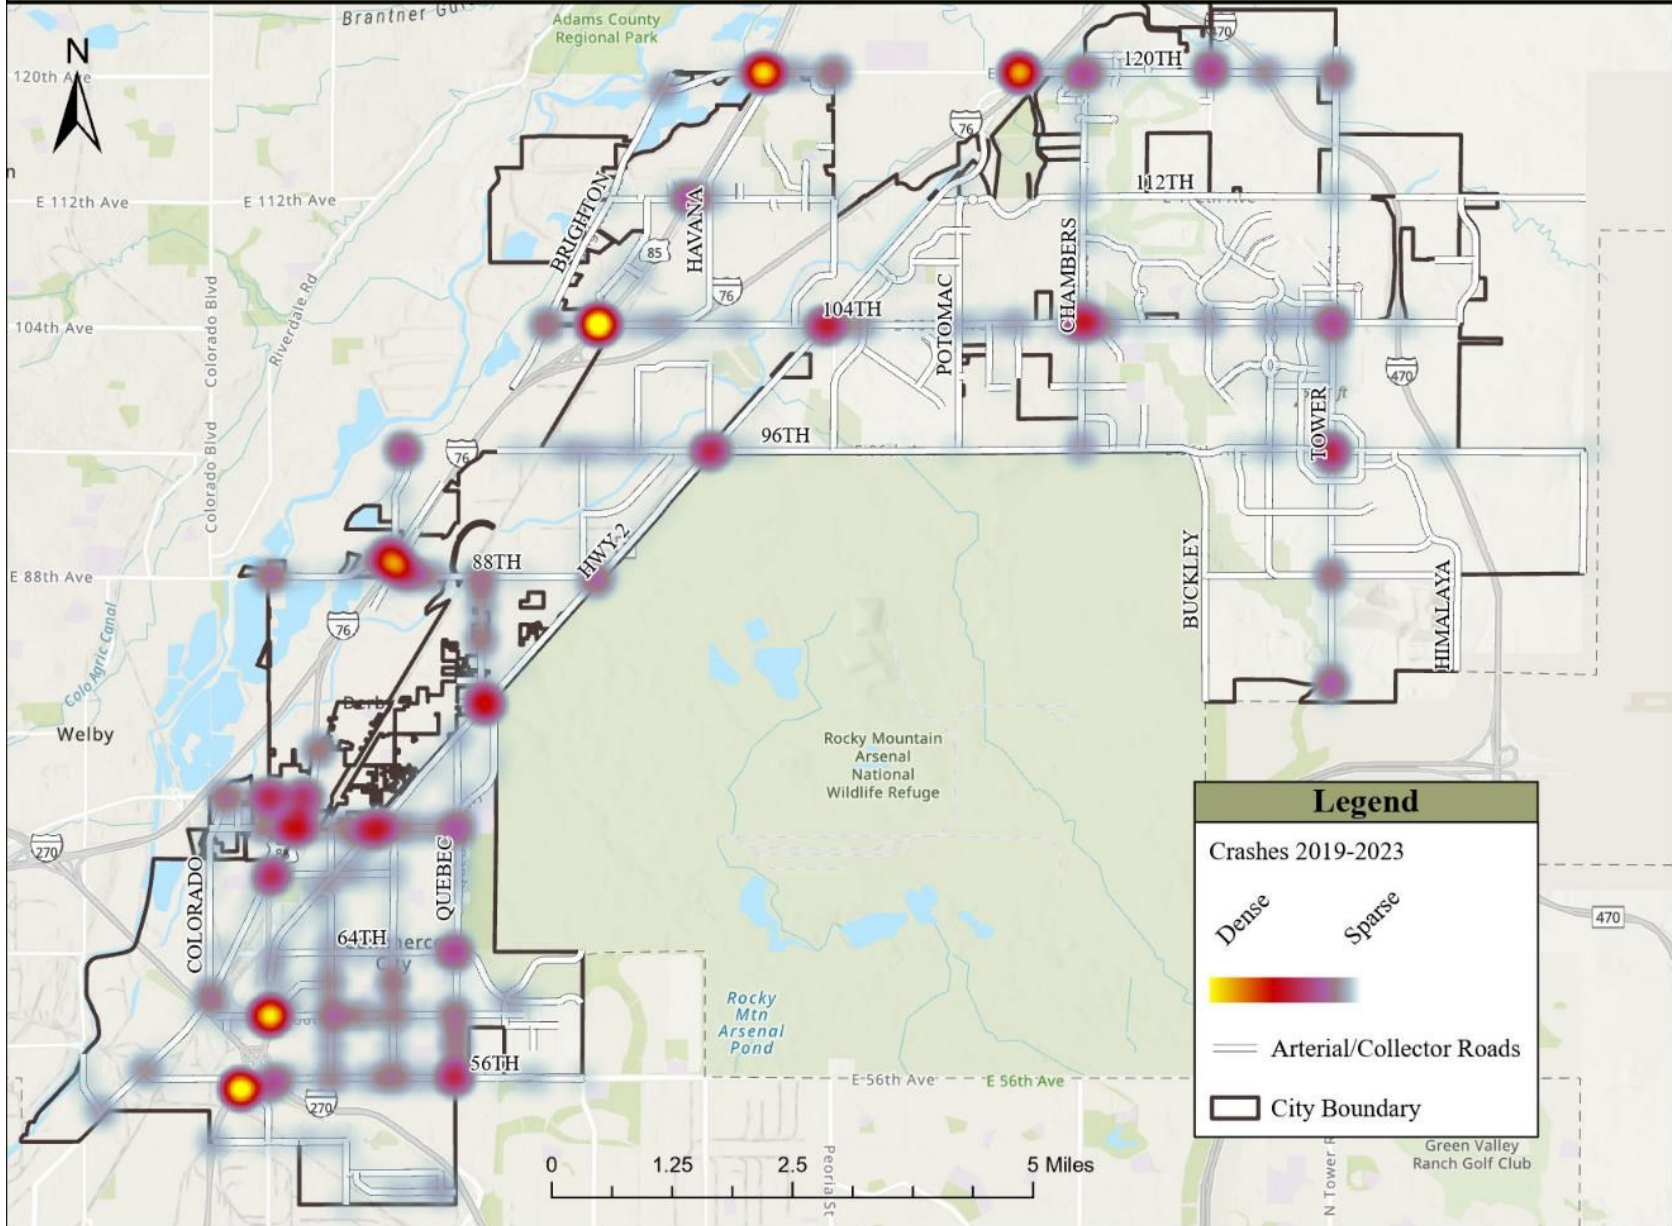 Brantner Gul
Adams County
Regional Park
470
N
120th Ave
E
120TH
76
n
E 112th Ave
E 112th Ave
112TH
BRIGHTON
HAVANA
85
CHAMBERS
Colorado Blvd
Riverdale Rd
76
104th Ave
104TH
POTOMAC
470
TOWER
Colorado Blvd
96TH
76
E 88th Ave
88TH
HWY-2
BUCKLEY
HIMALAYA
Colo Agric Canal
76
Derby
Welby
Rocky Mountain
Arsenal
National
Wildlife Refuge
270
COLORADO
QUEBEC
64TH
Commerce
City
Rocky
Mtn
Arsenal
Pond
56TH
E 56th Ave
E 56th Ave
270
0 1.25 2.5 5 Miles
Peoria St
Legend
Crashes 2019-2023
Dense
Sparse
Arterial/Collector Roads
City Boundary
470
Green Valley
Ranch Golf Club
N Tower R